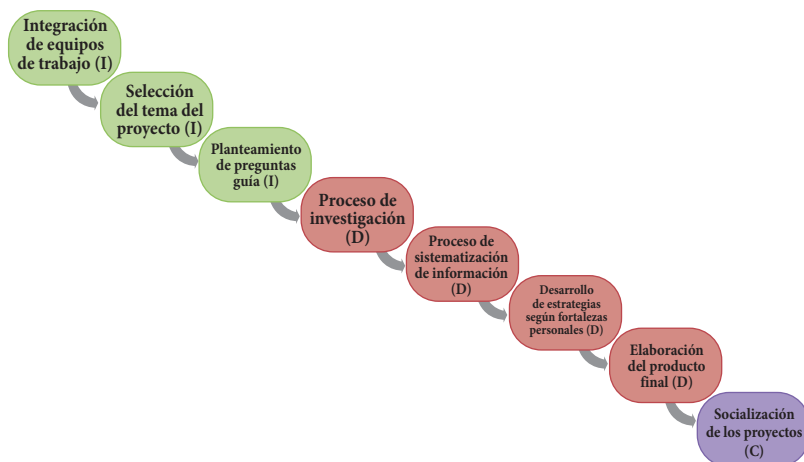 Integración
de equipos
de trabajo (I)
Selección
del tema del
proyecto (I)
Planteamiento
de preguntas
guía (I)
Proceso de
investigación
(D)
Proceso de
sistematización
de información
(D)
Desarrollo
de estrategias
según fortalezas
personales (D)
Elaboración
del producto
final (D)
Socialización
de los proyectos
(C)